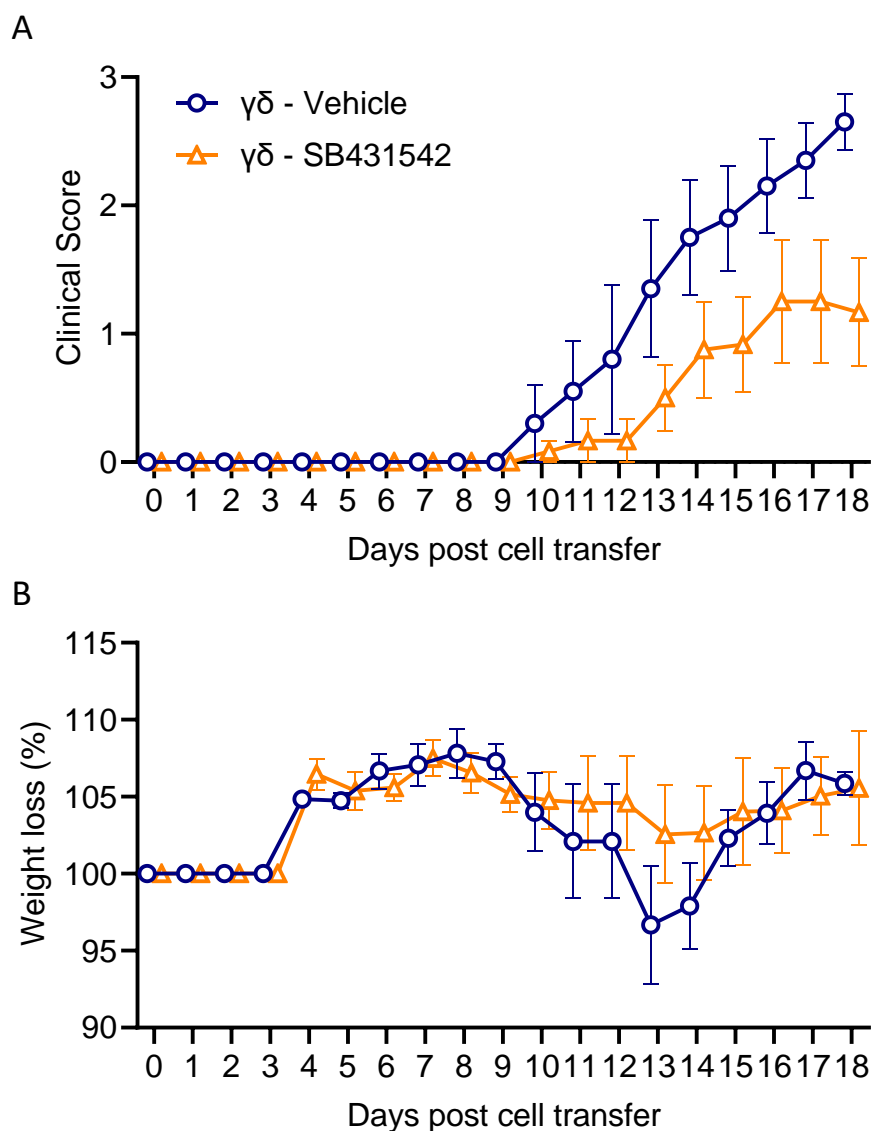 A
3
2
1
0
Clinical Score
γδ - Vehicle
γδ - SB431542
0 1 2 3 4 5 6 7 8 9 10 11 12 13 14 15 16 17 18
Days post cell transfer
B
115
110
105
100
95
90
Weight loss (%)
0 1 2 3 4 5 6 7 8 9 10 11 12 13 14 15 16 17 18
Days post cell transfer